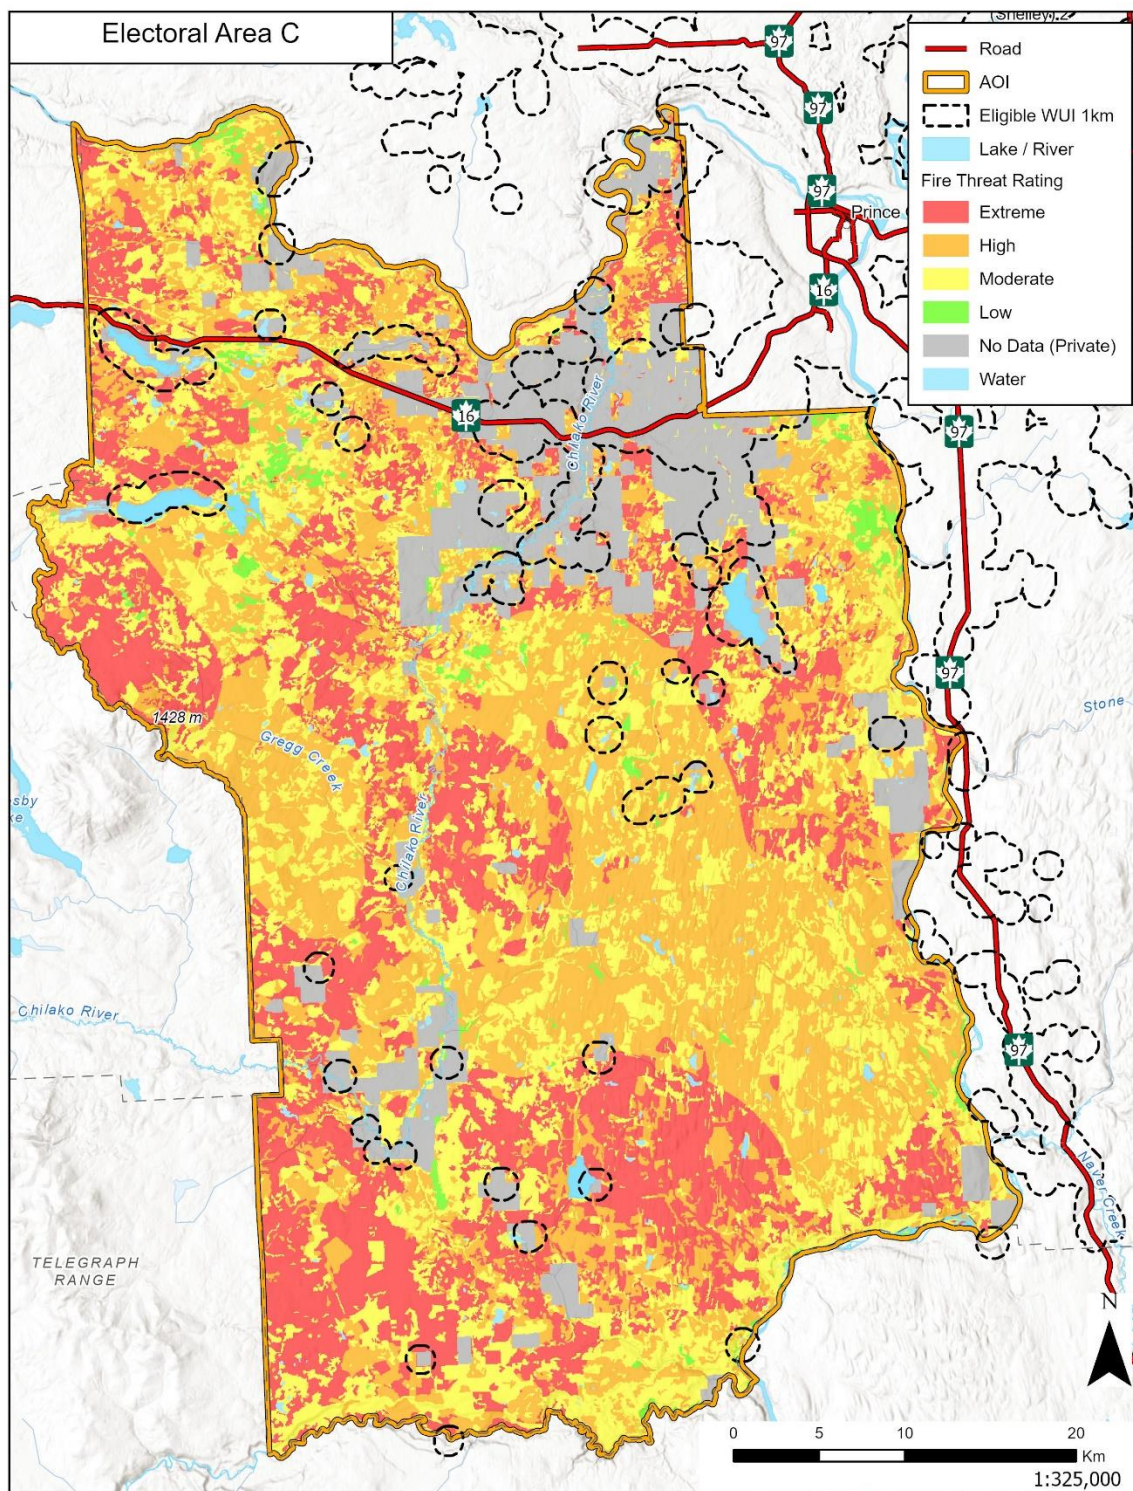 Electoral Area C
(Shelley) 2
97
Road
AOI
Eligible WUI 1km
Lake / River
Fire Threat Rating
Extreme
High
Moderate
Low
No Data (Private)
Water
97
97
Prince
16
16
Chilako River
97
97
Stone
1428 m
Gregg Creek
Chilako River
Chilako River
97
Naver Creek
TELEGRAPH
RANGE
N
0 5 10 20
Km
1:325,000